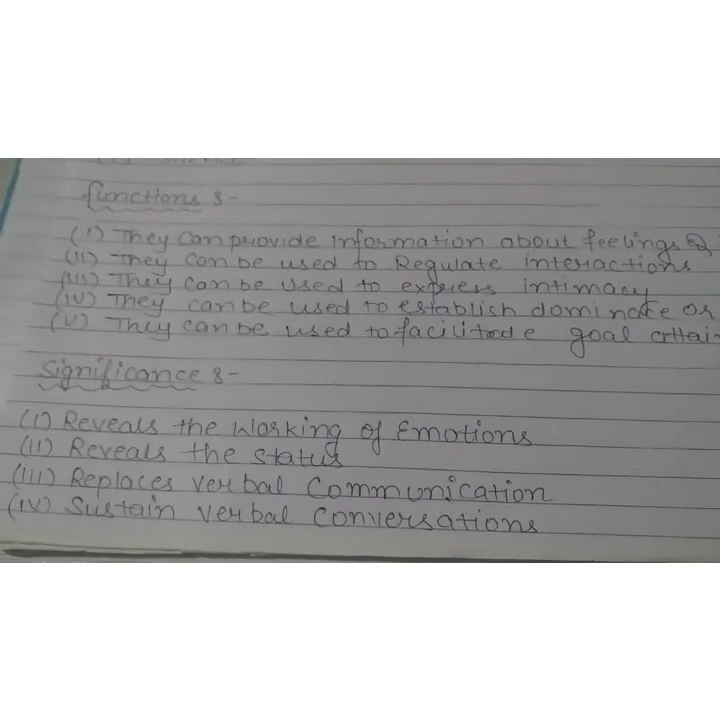 functions :-
(i) They can provide information about feelings &
(ii) They can be used to Regulate interactions
(iii) They can be used to express intimacy
(iv) They can be used to establish dominate or
(v) They can be used to facilitate goal attai
Significance :-
(i) Reveals the Working of Emotions
(ii) Reveals the status
(iii) Replaces verbal Communication
(iv) Sustain verbal conversations